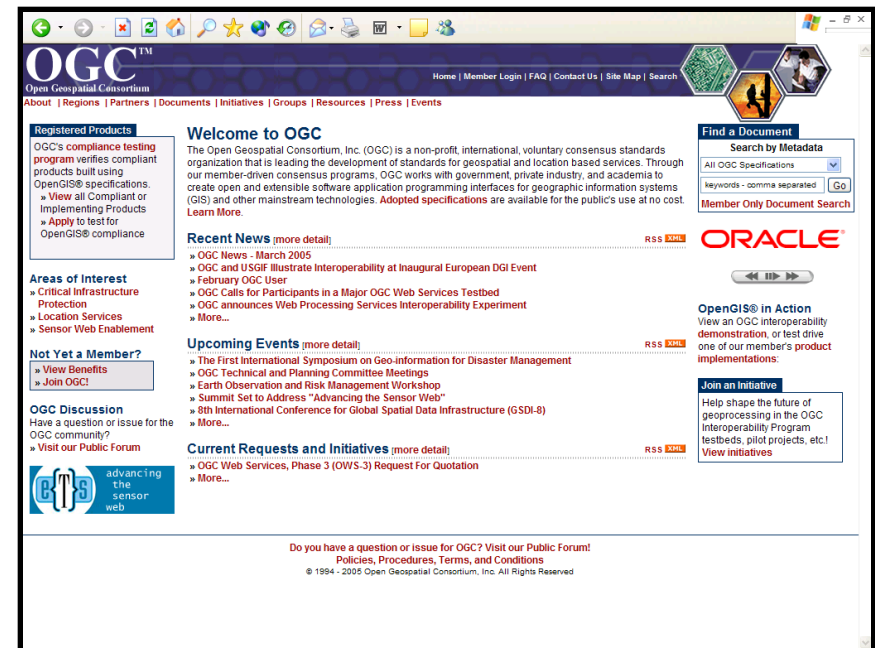 OGC™
Open Geospatial Consortium
Home | Member Login | FAQ | Contact Us | Site Map | Search
About | Regions | Partners | Documents | Initiatives | Groups | Resources | Press | Events
Registered Products
OGC's compliance testing
program verifies compliant
products built using
OpenGIS® specifications.
» View all Compliant or
Implementing Products
» Apply to test for
OpenGIS® compliance
Areas of Interest
» Critical Infrastructure
Protection
» Location Services
» Sensor Web Enablement
Not Yet a Member?
» View Benefits
» Join OGC!
OGC Discussion
Have a question or issue for the
OGC community?
» Visit our Public Forum
{e{T}s}
advancing
the
sensor
web
Welcome to OGC
The Open Geospatial Consortium, Inc. (OGC) is a non-profit, international, voluntary consensus standards
organization that is leading the development of standards for geospatial and location based services. Through
our member-driven consensus programs, OGC works with government, private industry, and academia to
create open and extensible software application programming interfaces for geographic information systems
(GIS) and other mainstream technologies. Adopted specifications are available for the public's use at no cost.
Learn More.
Recent News [more detail] RSS XML
» OGC News - March 2005
» OGC and USGIF Illustrate Interoperability at Inaugural European DGI Event
» February OGC User
» OGC Calls for Participants in a Major OGC Web Services Testbed
» OGC announces Web Processing Services Interoperability Experiment
» More...
Upcoming Events [more detail] RSS XML
» The First International Symposium on Geo-information for Disaster Management
» OGC Technical and Planning Committee Meetings
» Earth Observation and Risk Management Workshop
» Summit Set to Address "Advancing the Sensor Web"
» 8th International Conference for Global Spatial Data Infrastructure (GSDI-8)
» More...
Current Requests and Initiatives [more detail] RSS XML
» OGC Web Services, Phase 3 (OWS-3) Request For Quotation
» More...
Find a Document
Search by Metadata
All OGC Specifications
keywords - comma separated Go
Member Only Document Search
ORACLE
OpenGIS® in Action
View an OGC interoperability
demonstration, or test drive
one of our member's product
implementations:
Join an Initiative
Help shape the future of
geoprocessing in the OGC
Interoperability Program
testbeds, pilot projects, etc.!
View initiatives
Do you have a question or issue for OGC? Visit our Public Forum!
Policies, Procedures, Terms, and Conditions
© 1994 - 2005 Open Geospatial Consortium, Inc. All Rights Reserved